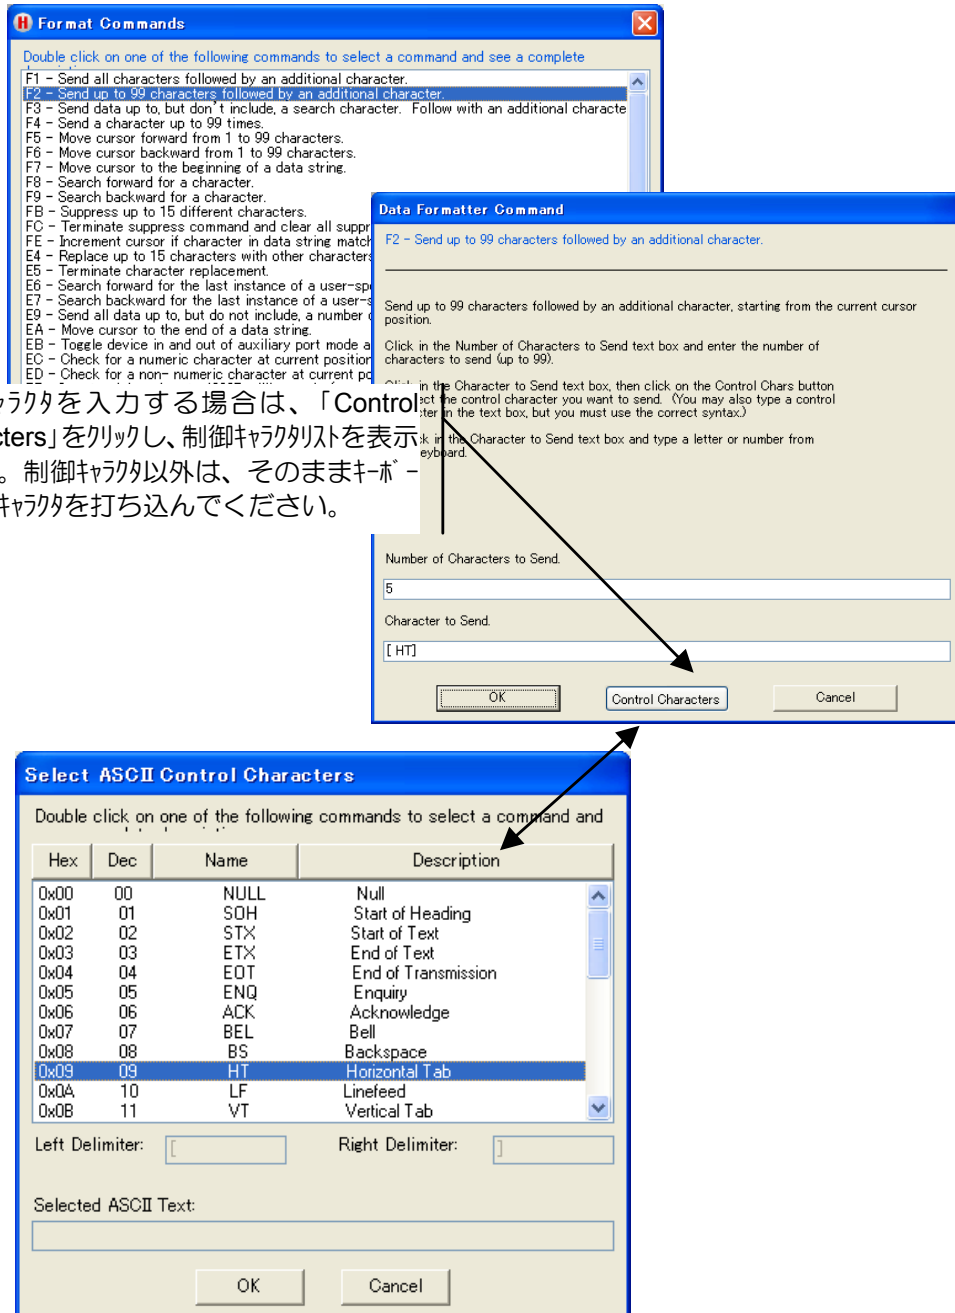 Format Commands
Double click on one of the following commands to select a command and see a complete
F1 - Send all characters followed by an additional character.
F2 - Send up to 99 characters followed by an additional character.
F3 - Send data up to, but don't include, a search character. Follow with an additional characte
F4 - Send a character up to 99 times.
F5 - Move cursor forward from 1 to 99 characters.
F6 - Move cursor backward from 1 to 99 characters.
F7 - Move cursor to the beginning of a data string.
F8 - Search forward for a character.
F9 - Search backward for a character.
FB - Suppress up to 15 different characters.
FC - Terminate suppress command and clear all suppr
FE - Increment cursor if character in data string match
E4 - Replace up to 15 characters with other characters
E5 - Terminate character replacement.
E6 - Search forward for the last instance of a user-sp
E7 - Search backward for the last instance of a user-s
E9 - Send all data up to, but do not include, a number
EA - Move cursor to the end of a data string.
EB - Toggle device in and out of auxiliary port mode a
EC - Check for a numeric character at current position
ED - Check for a non- numeric character at current po
ｬﾗｸﾀを入力する場合は、「Control
cters」をｸﾘｯｸし、制御ｷｬﾗｸﾀﾘｽﾄを表示
。制御ｷｬﾗｸﾀ以外は、そのままｷｰﾎﾞｰ
ｷｬﾗｸﾀを打ち込んでください。
Data Formatter Command
F2 - Send up to 99 characters followed by an additional character.
Send up to 99 characters followed by an additional character, starting from the current cursor
position.
Click in the Number of Characters to Send text box and enter the number of
characters to send (up to 99).
in the Character to Send text box, then click on the Control Chars button
ect the control character you want to send. (You may also type a control
cter in the text box, but you must use the correct syntax.)
k in the Character to Send text box and type a letter or number from
eyboard.
Number of Characters to Send.
5
Character to Send.
[ HT]
OK Control Characters Cancel
Select ASCII Control Characters
Double click on one of the following commands to select a command and
Hex Dec Name Description
0x00 00 NULL Null
0x01 01 SOH Start of Heading
0x02 02 STX Start of Text
0x03 03 ETX End of Text
0x04 04 EOT End of Transmission
0x05 05 ENQ Enquiry
0x06 06 ACK Acknowledge
0x07 07 BEL Bell
0x08 08 BS Backspace
0x09 09 HT Horizontal Tab
0x0A 10 LF Linefeed
0x0B 11 VT Vertical Tab
Left Delimiter: [ Right Delimiter: ]
Selected ASCII Text:
OK Cancel